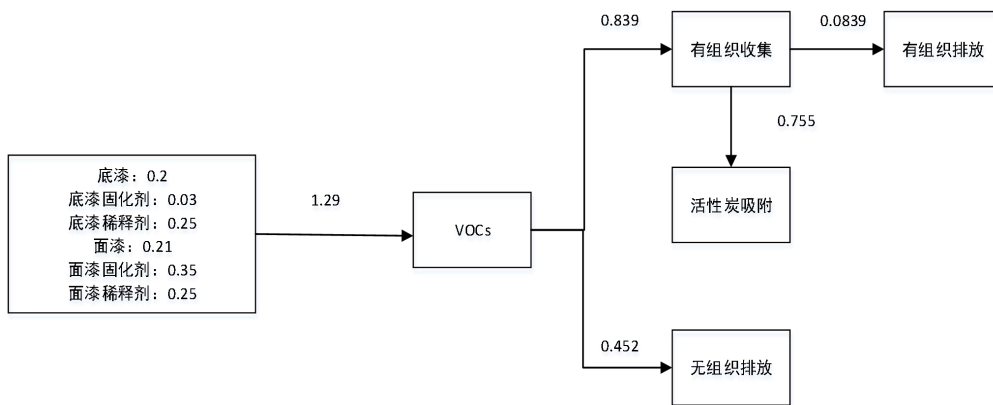 0.839
0.0839
有组织收集
有组织排放
0.755
底漆：0.2
底漆固化剂：0.03
底漆稀释剂：0.25
面漆：0.21
面漆固化剂：0.35
面漆稀释剂：0.25
1.29
VOCs
活性炭吸附
0.452
无组织排放